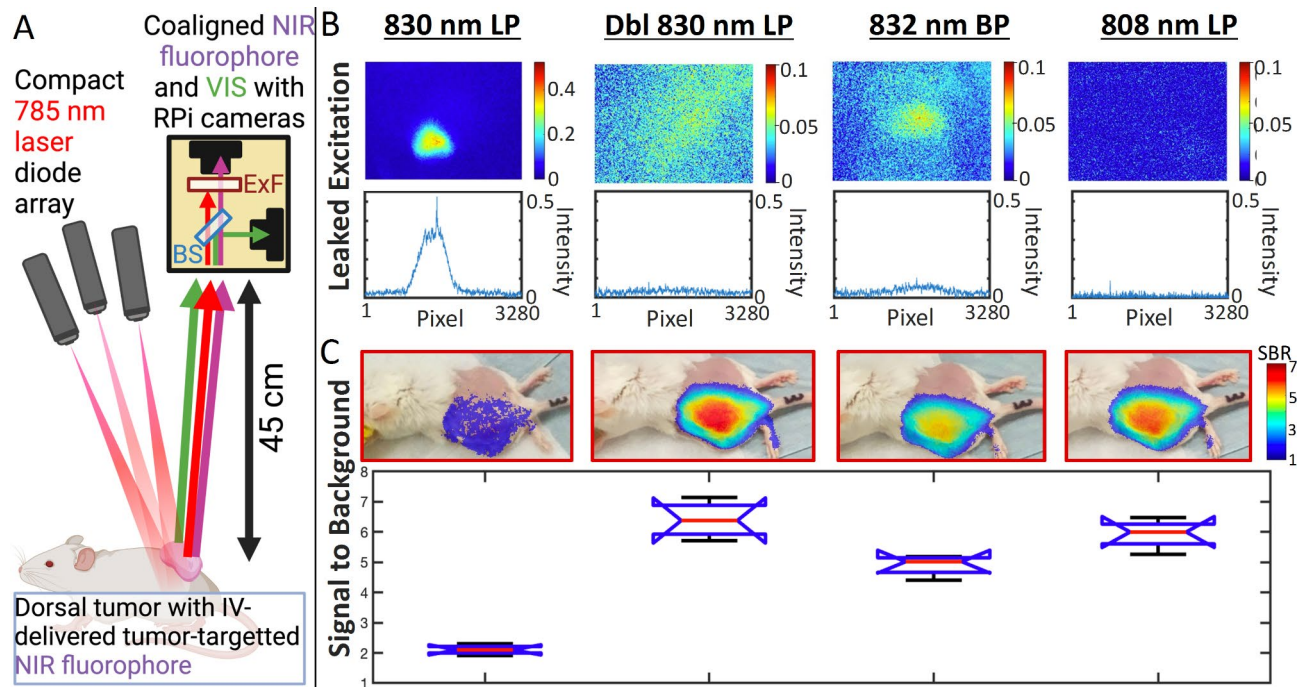 A
Coaligned NIR
fluorophore
and VIS with
RPi cameras
Compact
785 nm
laser
diode
array
ExF
BS
45 cm
Dorsal tumor with IV-
delivered tumor-targetted
NIR fluorophore
B
830 nm LP
Dbl 830 nm LP
832 nm BP
808 nm LP
Leaked Excitation
0.4
0.2
0
0.1
0.05
0
0.1
0.05
0
0.1
0.05
0
0.5
0
Intensity
1
Pixel
3280
0.5
0
Intensity
1
Pixel
3280
0.5
0
Intensity
1
Pixel
3280
0.5
0
Intensity
1
Pixel
3280
C
SBR
7
5
3
1
Signal to Background
8
7
6
5
4
3
2
1